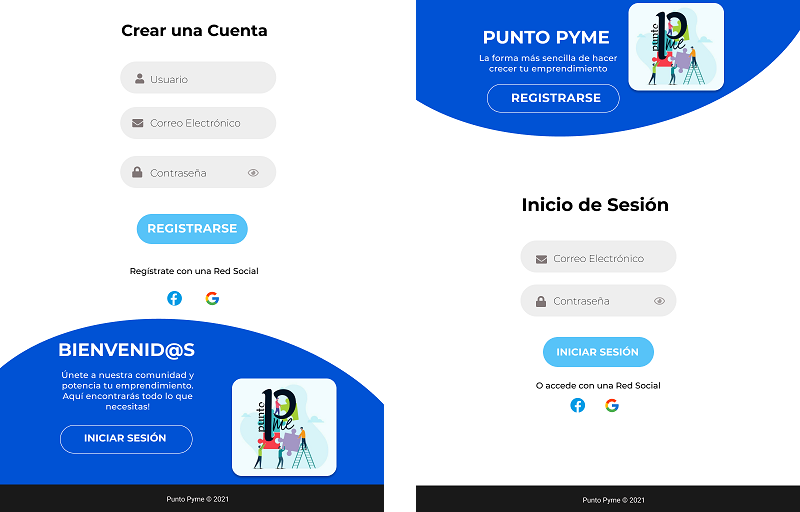 Crear una Cuenta
Usuario
Correo Electrónico
Contraseña
REGISTRARSE
Regístrate con una Red Social
BIENVENID@S
Únete a nuestra comunidad y
potencia tu emprendimiento.
Aquí encontrarás todo lo que
necesitas!
INICIAR SESIÓN
punto
Pyme
Punto Pyme © 2021
PUNTO PYME
La forma más sencilla de hacer
crecer tu emprendimiento
REGISTRARSE
punto
Pyme
Inicio de Sesión
Correo Electrónico
Contraseña
INICIAR SESIÓN
O accede con una Red Social
Punto Pyme © 2021